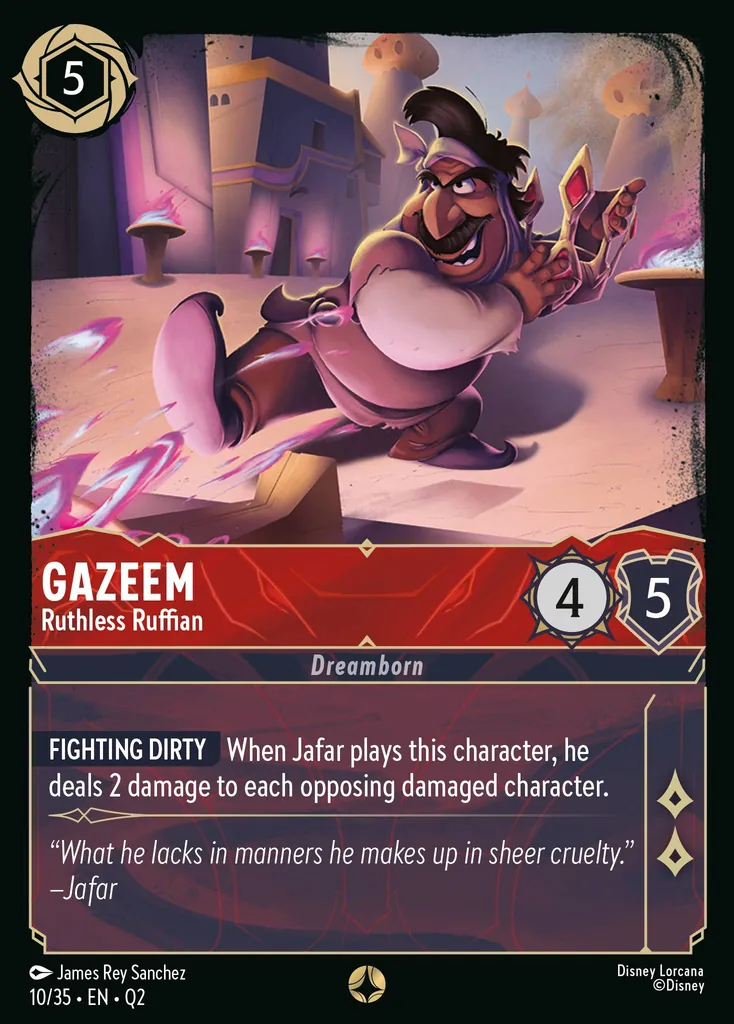 5
GAZEEM
Ruthless Ruffian
4
5
Dreamborn
FIGHTING DIRTY When Jafar plays this character, he
deals 2 damage to each opposing damaged character.
“What he lacks in manners he makes up in sheer cruelty.”
–Jafar
James Rey Sanchez
10/35 • EN • Q2
Disney Lorcana
©Disney